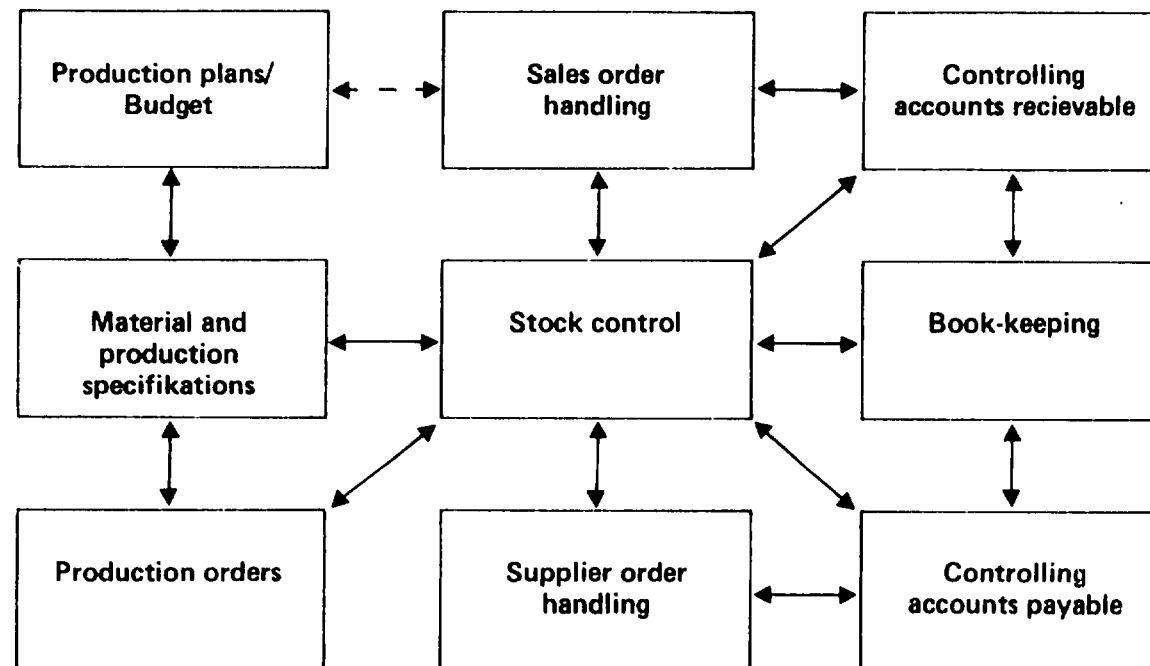 Production plans/
Budget
Sales order
handling
Controlling
accounts recievable
Material and
production
specifikations
Stock control
Book-keeping
Production orders
Supplier order
handling
Controlling
accounts payable